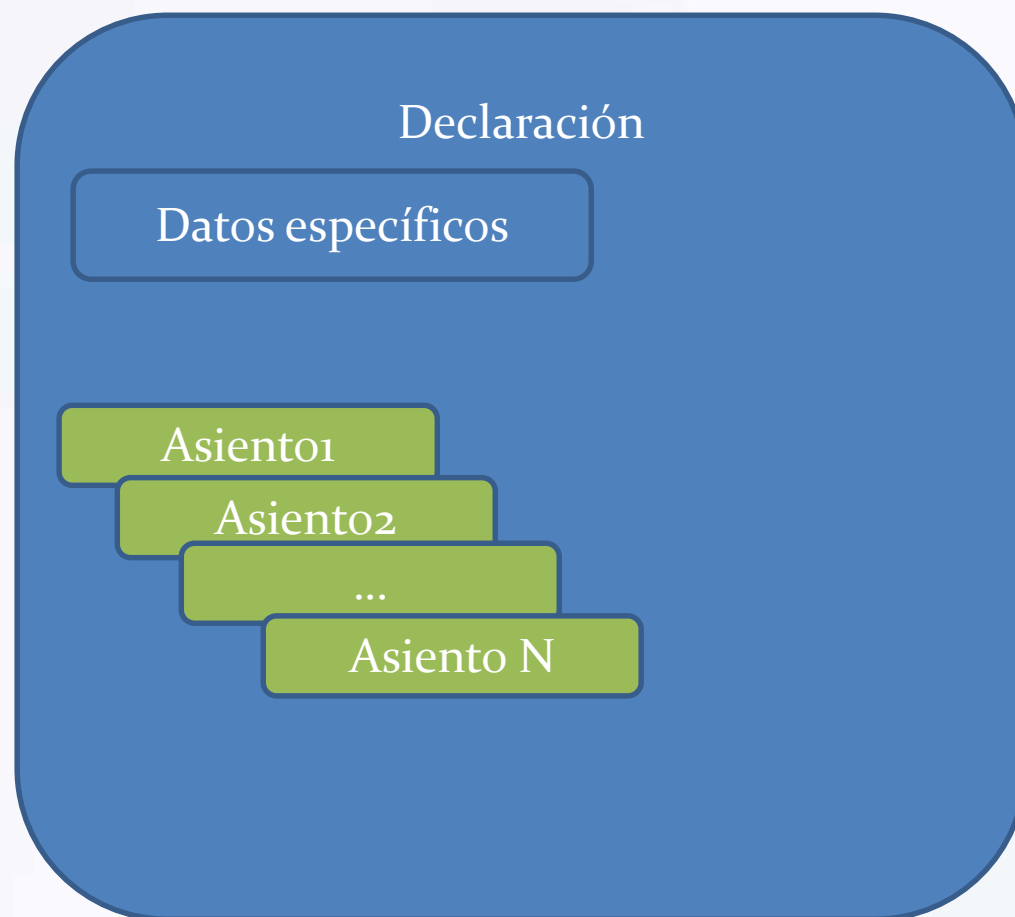 Declaración
Datos específicos
Asiento1
Asiento2
...
Asiento N